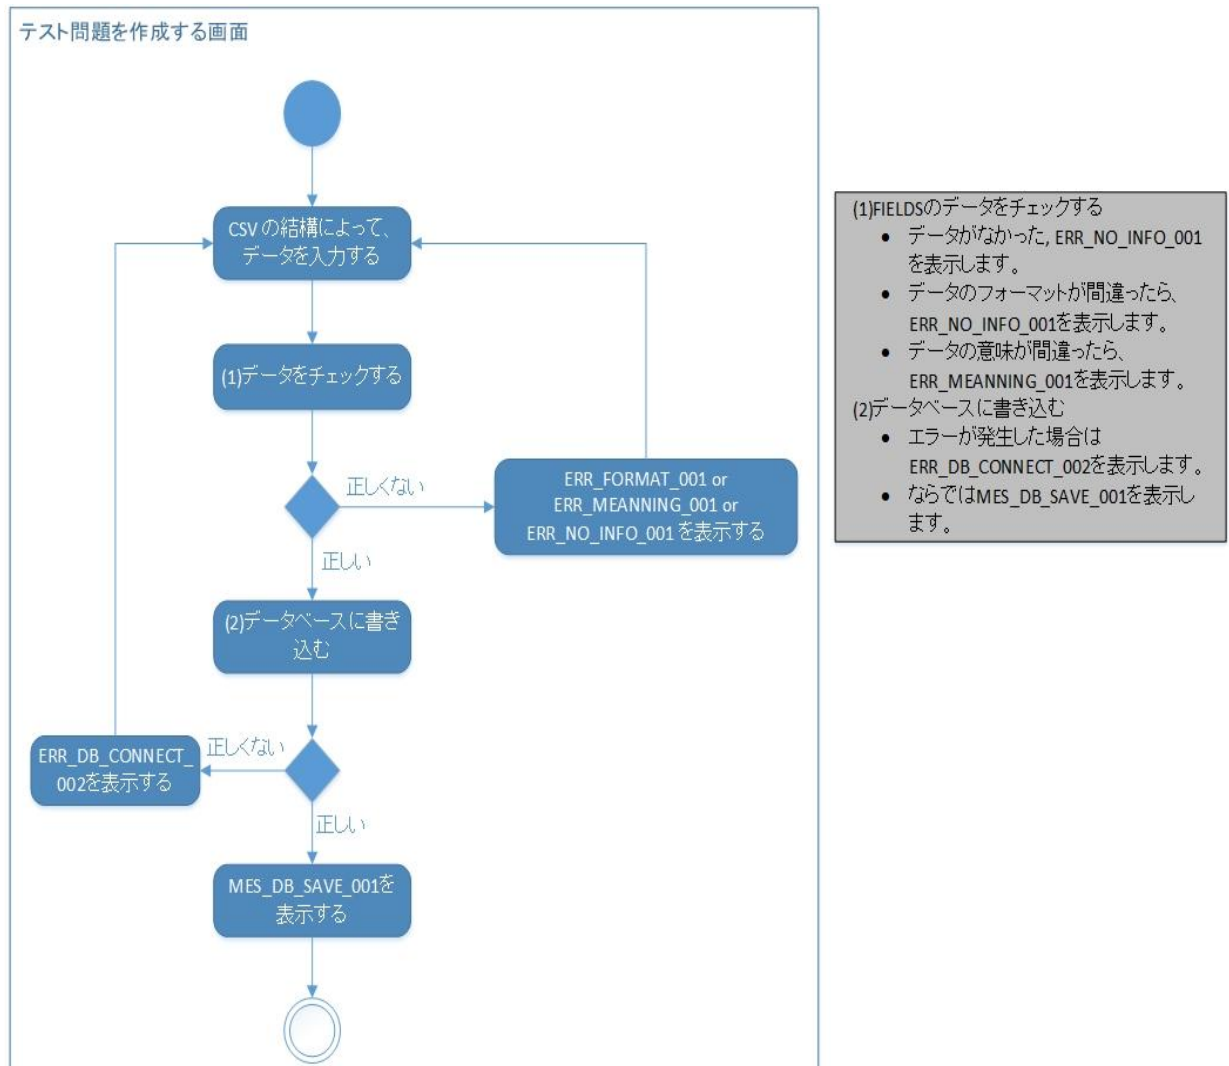 テスト問題を作成する画面
CSV の結構によって、
データを入力する
(1)データをチェックする
正しくない
ERR_FORMAT_001 or
ERR_MEANNING_001 or
ERR_NO_INFO_001 を表示する
正しい
(2)データベースに書き
込む
正しくない
ERR_DB_CONNECT_
002を表示する
正しい
MES_DB_SAVE_001を
表示する
(1)FIELDSのデータをチェックする
• データがなかった, ERR_NO_INFO_001
を表示します。
• データのフォーマットが間違ったら、
ERR_NO_INFO_001を表示します。
• データの意味が間違ったら、
ERR_MEANNING_001を表示します。
(2)データベースに書き込む
• エラーが発生した場合は
ERR_DB_CONNECT_002を表示します。
• ならではMES_DB_SAVE_001を表示し
ます。